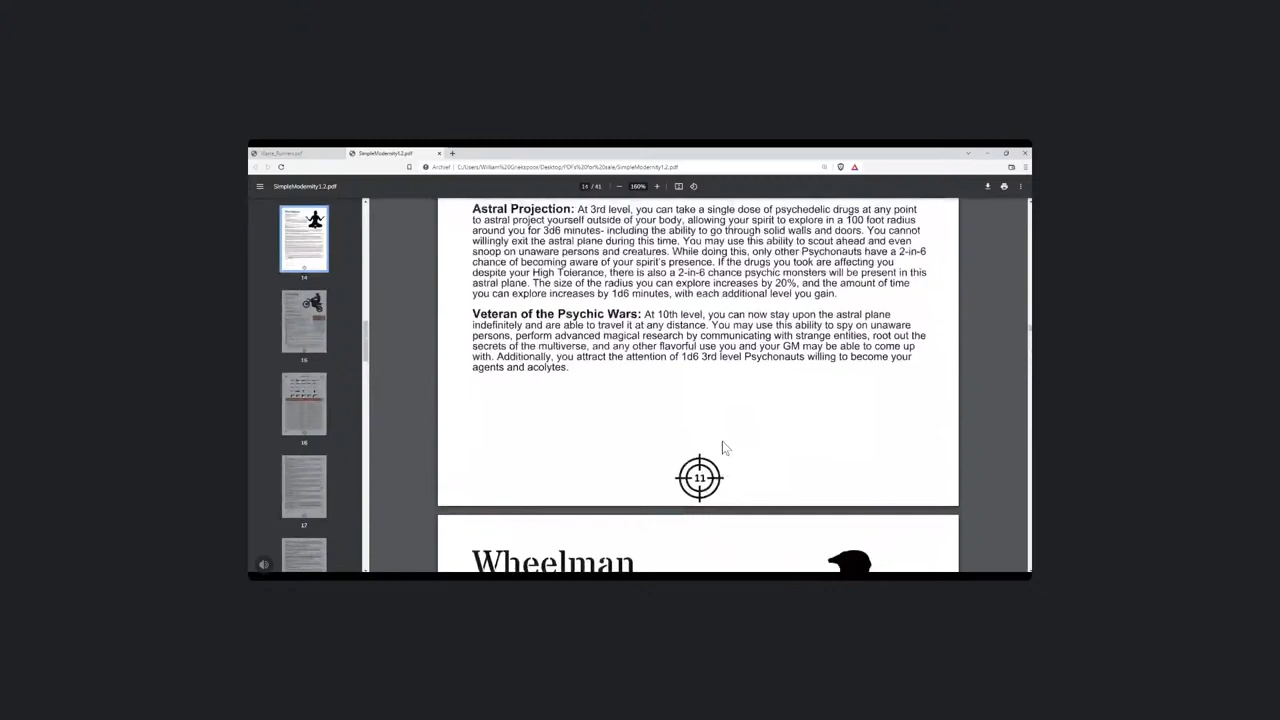 SimpleModernity1.2.pdf
SimpleModernity1.2.pdf
160%
Astral Projection: At 3rd level, you can take a single dose of psychedelic drugs at any point
to astral project yourself outside of your body, allowing your spirit to explore in a 100 foot radius
around you for 3d6 minutes- including the ability to go through solid walls and doors. You cannot
willingly exit the astral plane during this time. You may use this ability to scout ahead and even
snoop on unaware persons and creatures. While doing this, only other Psychonauts have a 2-in-6
chance of becoming aware of your spirit's presence. If the drugs you took are affecting you
despite your High Tolerance, there is also a 2-in-6 chance psychic monsters will be present in this
astral plane. The size of the radius you can explore increases by 20%, and the amount of time
you can explore increases by 1d6 minutes, with each additional level you gain.
Veteran of the Psychic Wars: At 10th level, you can now stay upon the astral plane
indefinitely and are able to travel it at any distance. You may use this ability to spy on unaware
persons, perform advanced magical research by communicating with strange entities, root out the
secrets of the multiverse, and any other flavorful use you and your GM may be able to come up
with. Additionally, you attract the attention of 1d6 3rd level Psychonauts willing to become your
agents and acolytes.
11
Wheelman
14
17